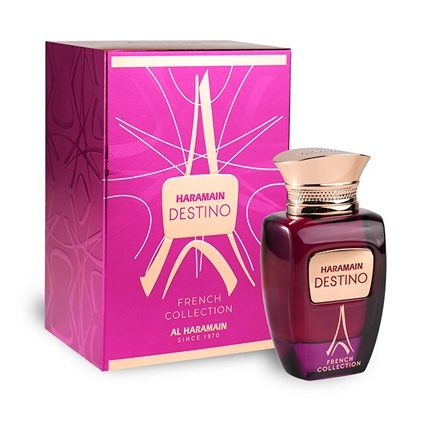 HARAMAIN
DESTINO
FRENCH
COLLECTION
AL HARAMAIN
SINCE 1970
HARAMAIN
DESTINO
FRENCH
COLLECTION